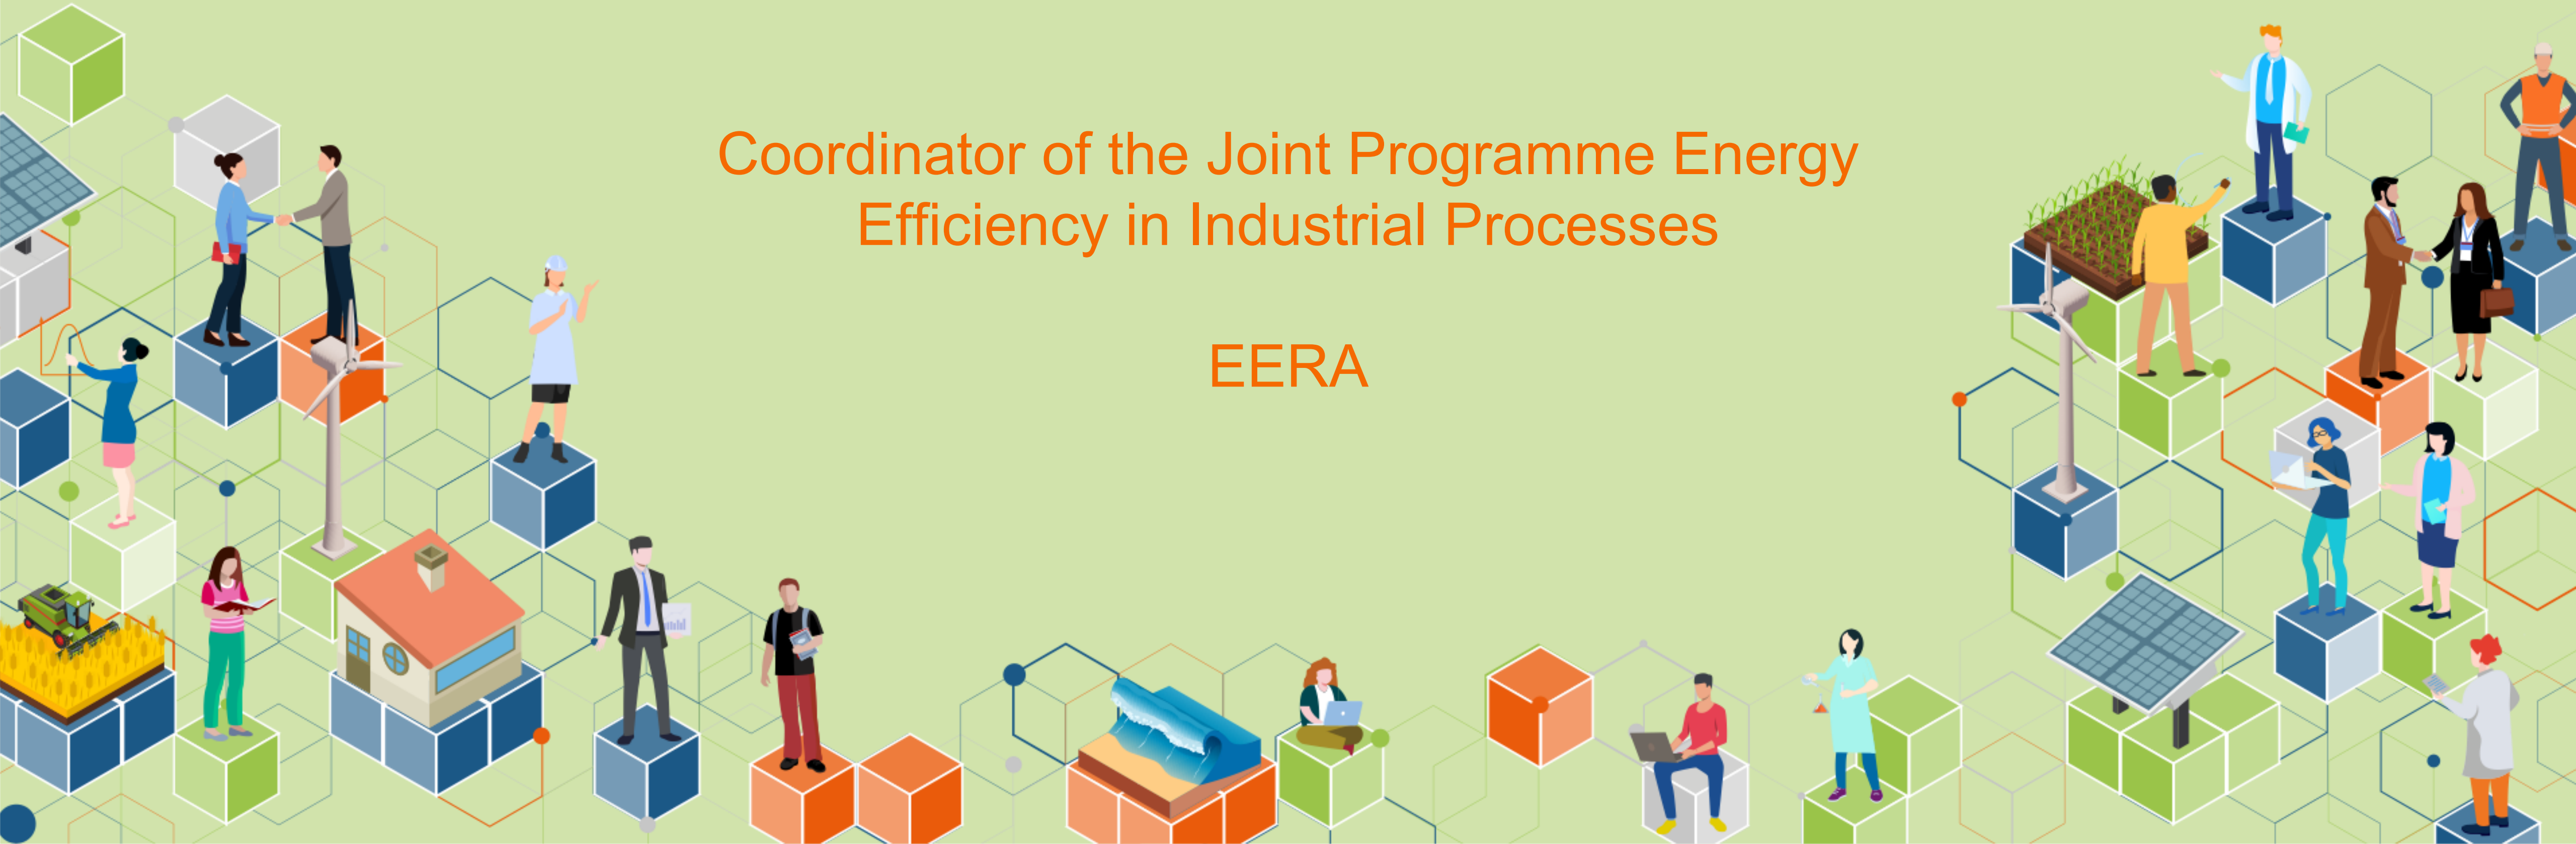 Coordinator of the Joint Programme Energy
Efficiency in Industrial Processes
EERA